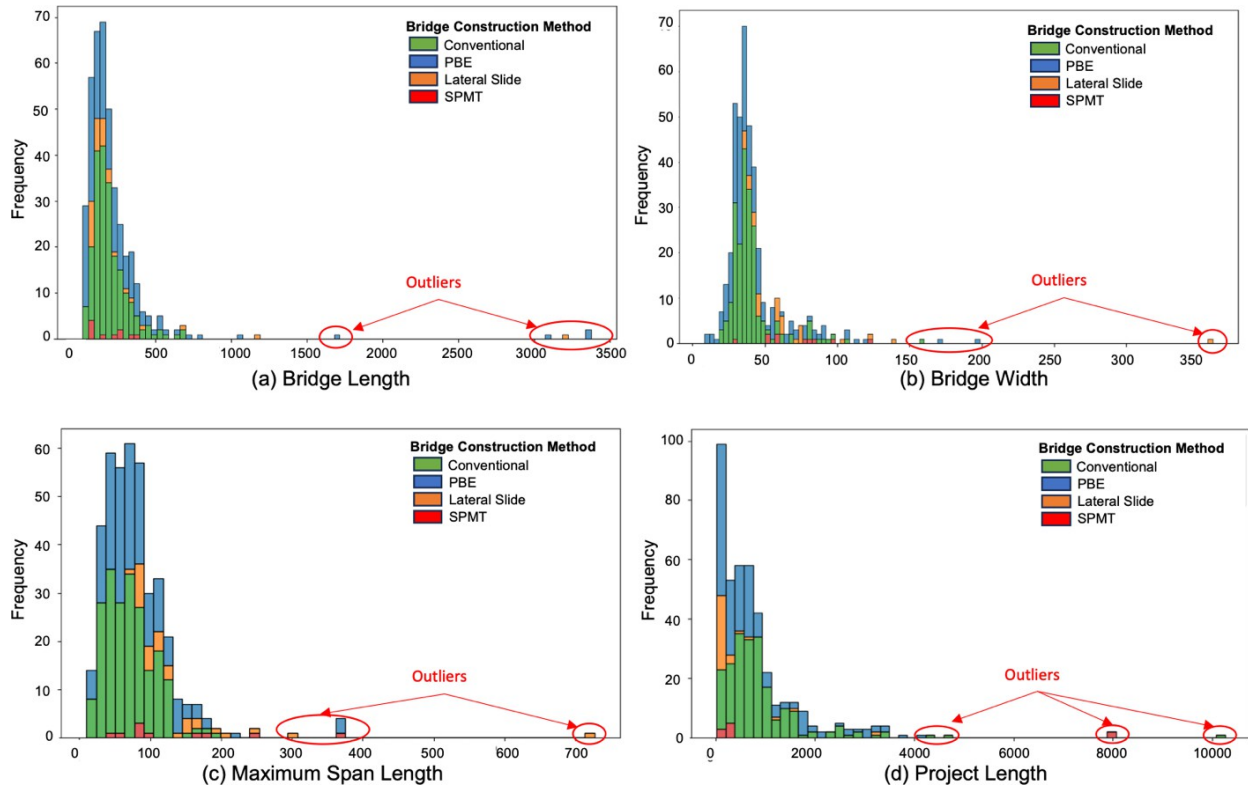 70
60
50
40
30
20
10
0
Frequency
Bridge Construction Method
Conventional
PBE
Lateral Slide
SPMT
Outliers
0 500 1000 1500 2000 2500 3000 3500
(a) Bridge Length
70
60
50
40
30
20
10
0
Frequency
Bridge Construction Method
Conventional
PBE
Lateral Slide
SPMT
Outliers
0 50 100 150 200 250 300 350
(b) Bridge Width
60
50
40
30
20
10
0
Frequency
Bridge Construction Method
Conventional
PBE
Lateral Slide
SPMT
Outliers
0 100 200 300 400 500 600 700
(c) Maximum Span Length
100
80
60
40
20
0
Frequency
Bridge Construction Method
Conventional
PBE
Lateral Slide
SPMT
Outliers
0 2000 4000 6000 8000 10000
(d) Project Length